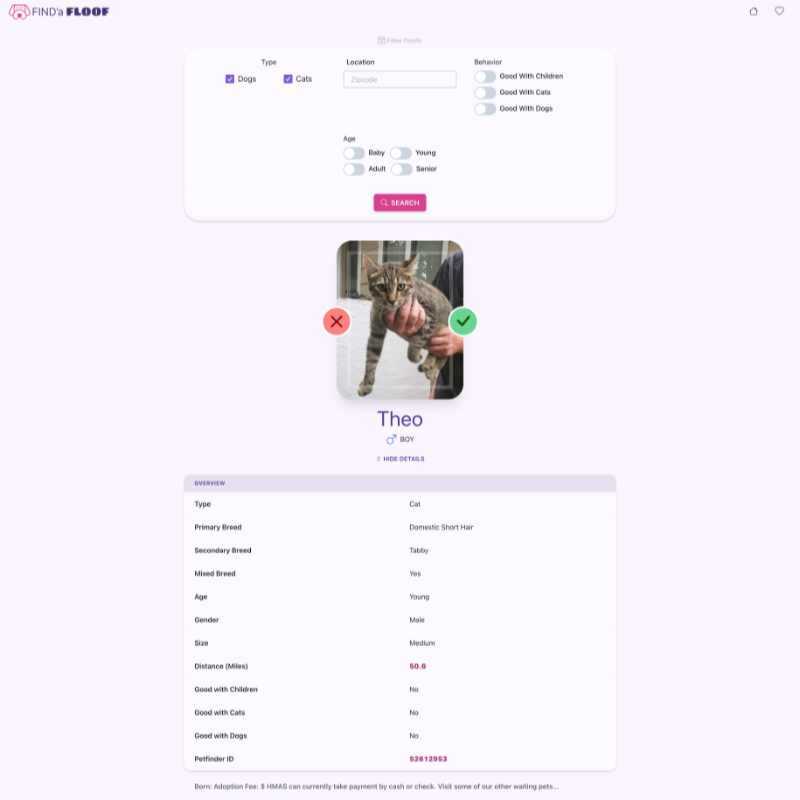 FIND'a FLOOF
Filter Floofs
Type
Dogs
Cats
Location
Zipcode
Behavior
Good With Children
Good With Cats
Good With Dogs
Age
Baby
Young
Adult
Senior
SEARCH
Theo
BOY
HIDE DETAILS
OVERVIEW
Type Cat
Primary Breed Domestic Short Hair
Secondary Breed Tabby
Mixed Breed Yes
Age Young
Gender Male
Size Medium
Distance (Miles) 50.6
Good with Children No
Good with Cats No
Good with Dogs No
Petfinder ID 52612953
Born: Adoption Fee: $ HMAS can currently take payment by cash or check. Visit some of our other waiting pets...